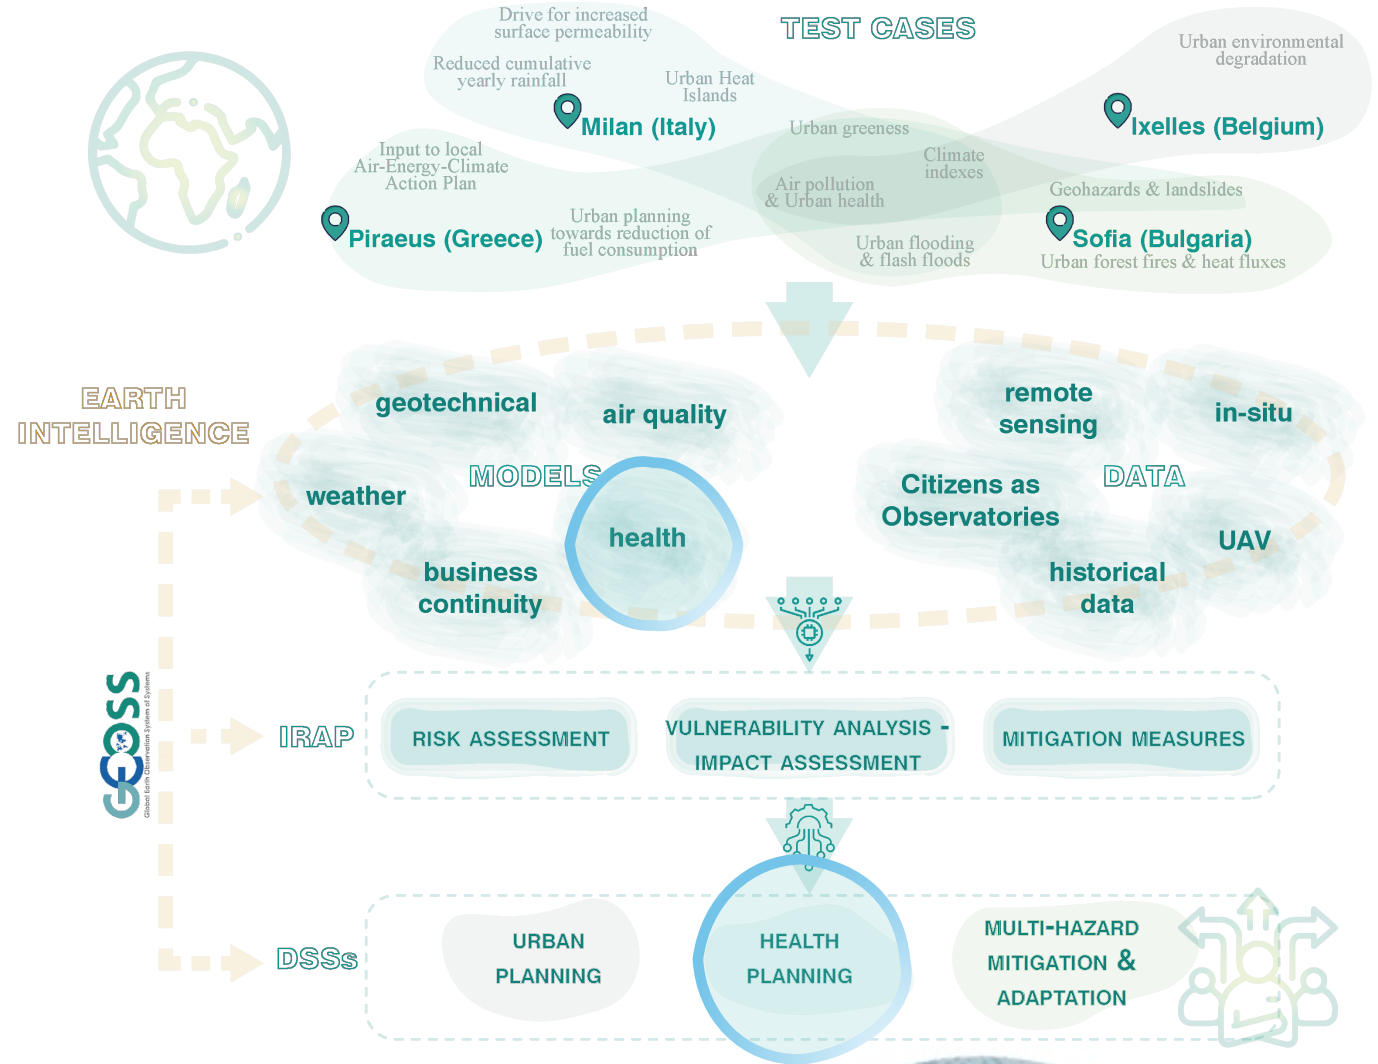 TEST CASES
Drive for increased
surface permeability
Reduced cumulative
yearly rainfall
Urban Heat
Islands
Milan (Italy)
Urban environmental
degradation
Ixelles (Belgium)
Input to local
Air-Energy-Climate
Action Plan
Piraeus (Greece)
Urban planning
towards reduction of
fuel consumption
Urban greeness
Climate
indexes
Air pollution
& Urban health
Urban flooding
& flash floods
Geohazards & landslides
Sofia (Bulgaria)
Urban forest fires & heat fluxes
EARTH
INTELLIGENCE
geotechnical
air quality
MODELS
weather
health
business
continuity
remote
sensing
in-situ
DATA
Citizens as
Observatories
UAV
historical
data
GEOSS
Global Earth Observation System of Systems
IRAP
RISK ASSESSMENT
VULNERABILITY ANALYSIS -
IMPACT ASSESSMENT
MITIGATION MEASURES
DSSs
URBAN
PLANNING
HEALTH
PLANNING
MULTI-HAZARD
MITIGATION &
ADAPTATION